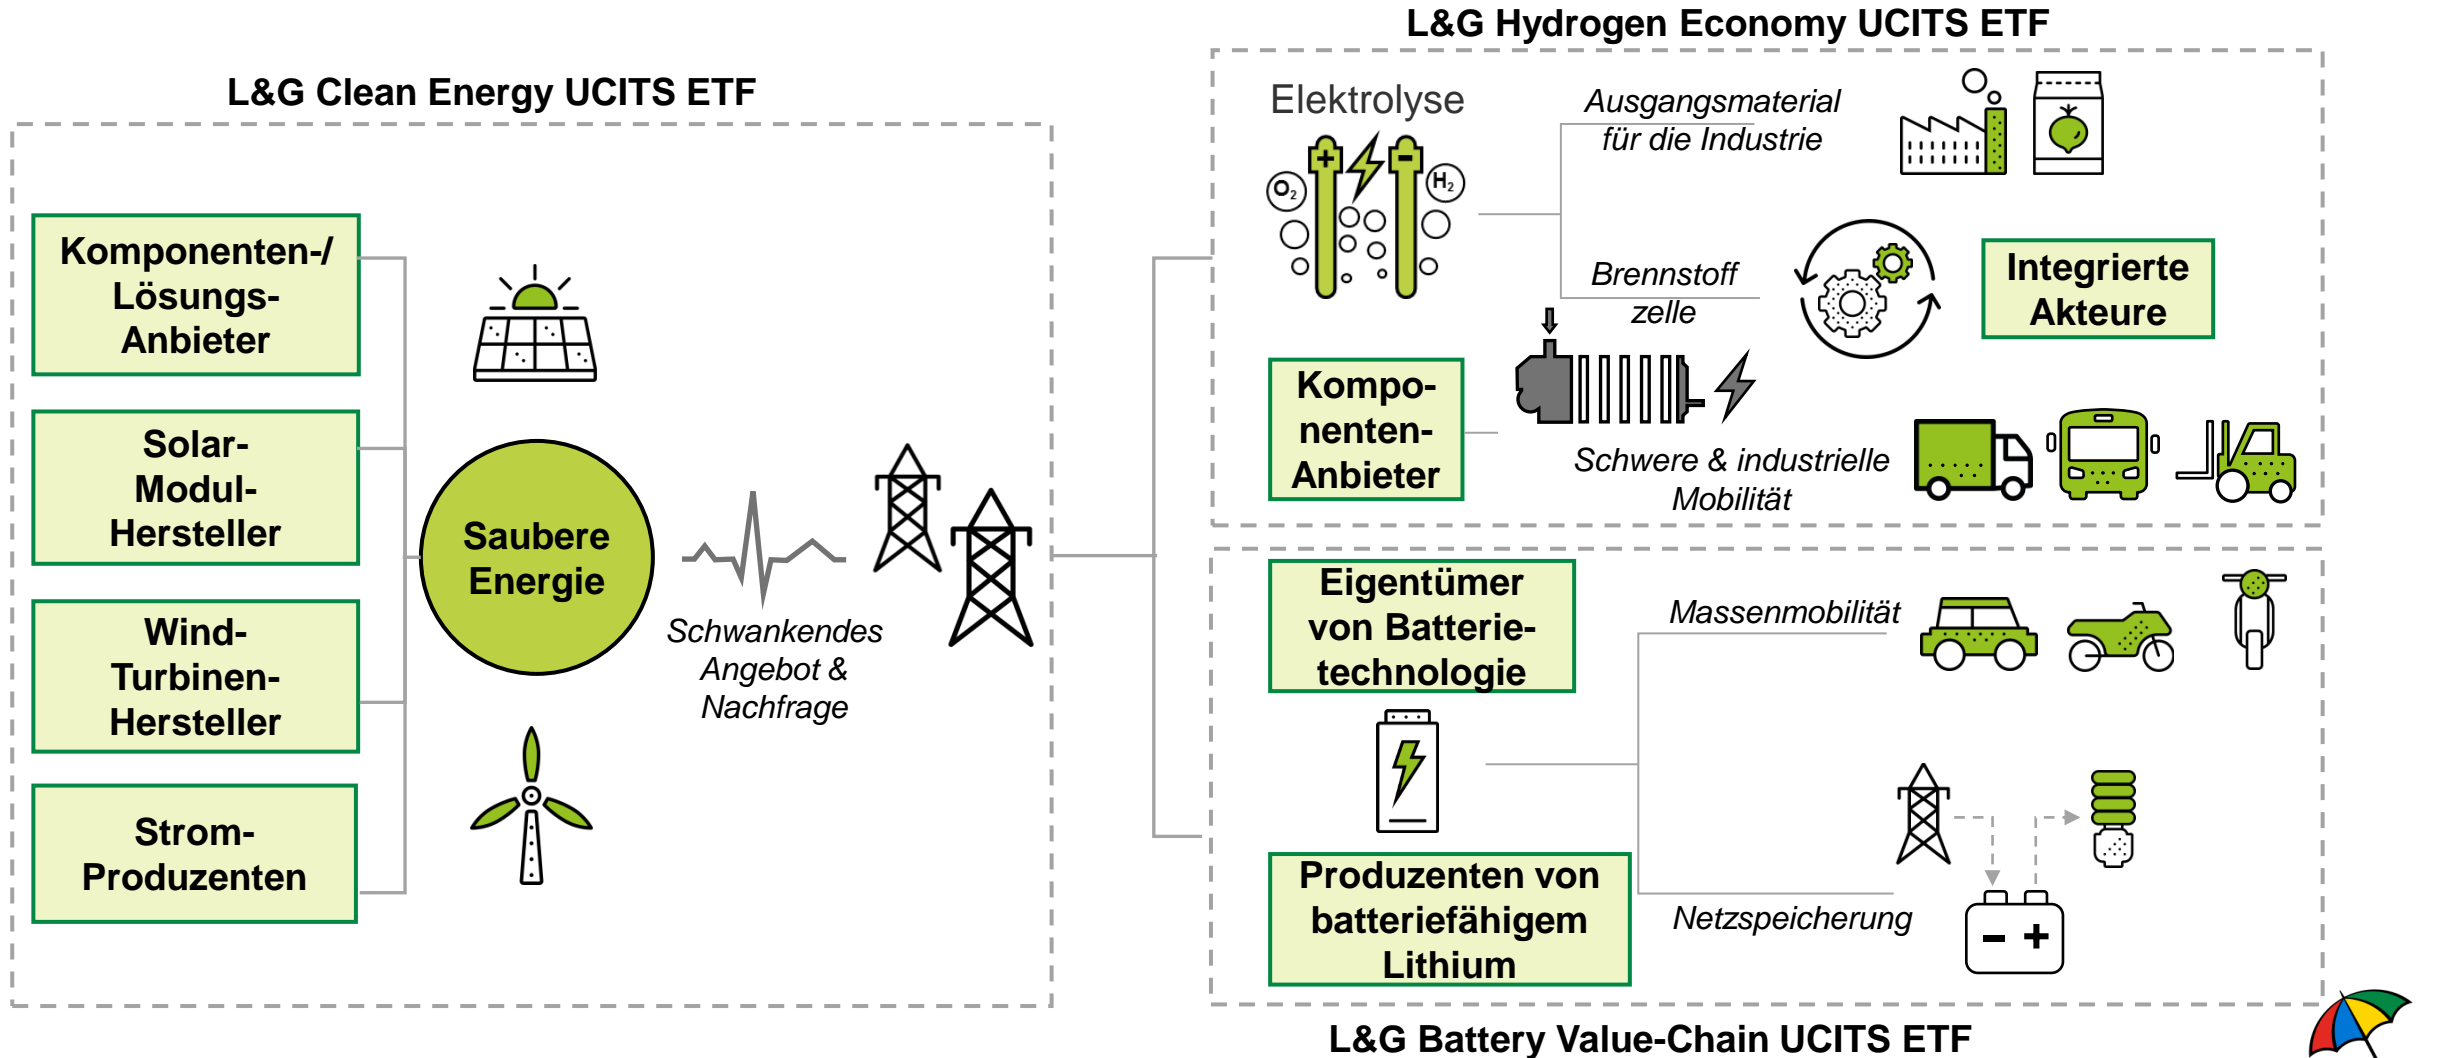 L&G Clean Energy UCITS ETF
Komponenten-/
Lösungs-
Anbieter
Solar-
Modul-
Hersteller
Wind-
Turbinen-
Hersteller
Strom-
Produzenten
Saubere
Energie
Schwankendes
Angebot &
Nachfrage
L&G Hydrogen Economy UCITS ETF
Elektrolyse
+
-
O2
H2
Ausgangsmaterial
für die Industrie
Brennstoff
zelle
Integrierte
Akteure
Kompo-
nenten-
Anbieter
Schwere & industrielle
Mobilität
Eigentümer
von Batterie-
technologie
Massenmobilität
Produzenten von
batteriefähigem
Lithium
Netzspeicherung
- +
L&G Battery Value-Chain UCITS ETF